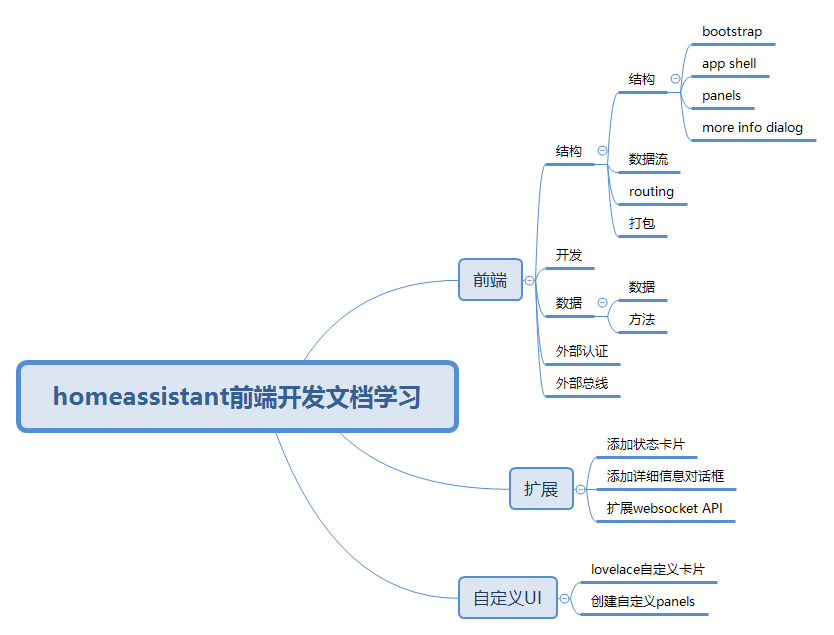 homeassistant前端开发文档学习
前端
结构
结构
bootstrap
app shell
panels
more info dialog
数据流
routing
打包
开发
数据
数据
方法
外部认证
外部总线
扩展
添加状态卡片
添加详细信息对话框
扩展websocket API
自定义UI
lovelace自定义卡片
创建自定义panels